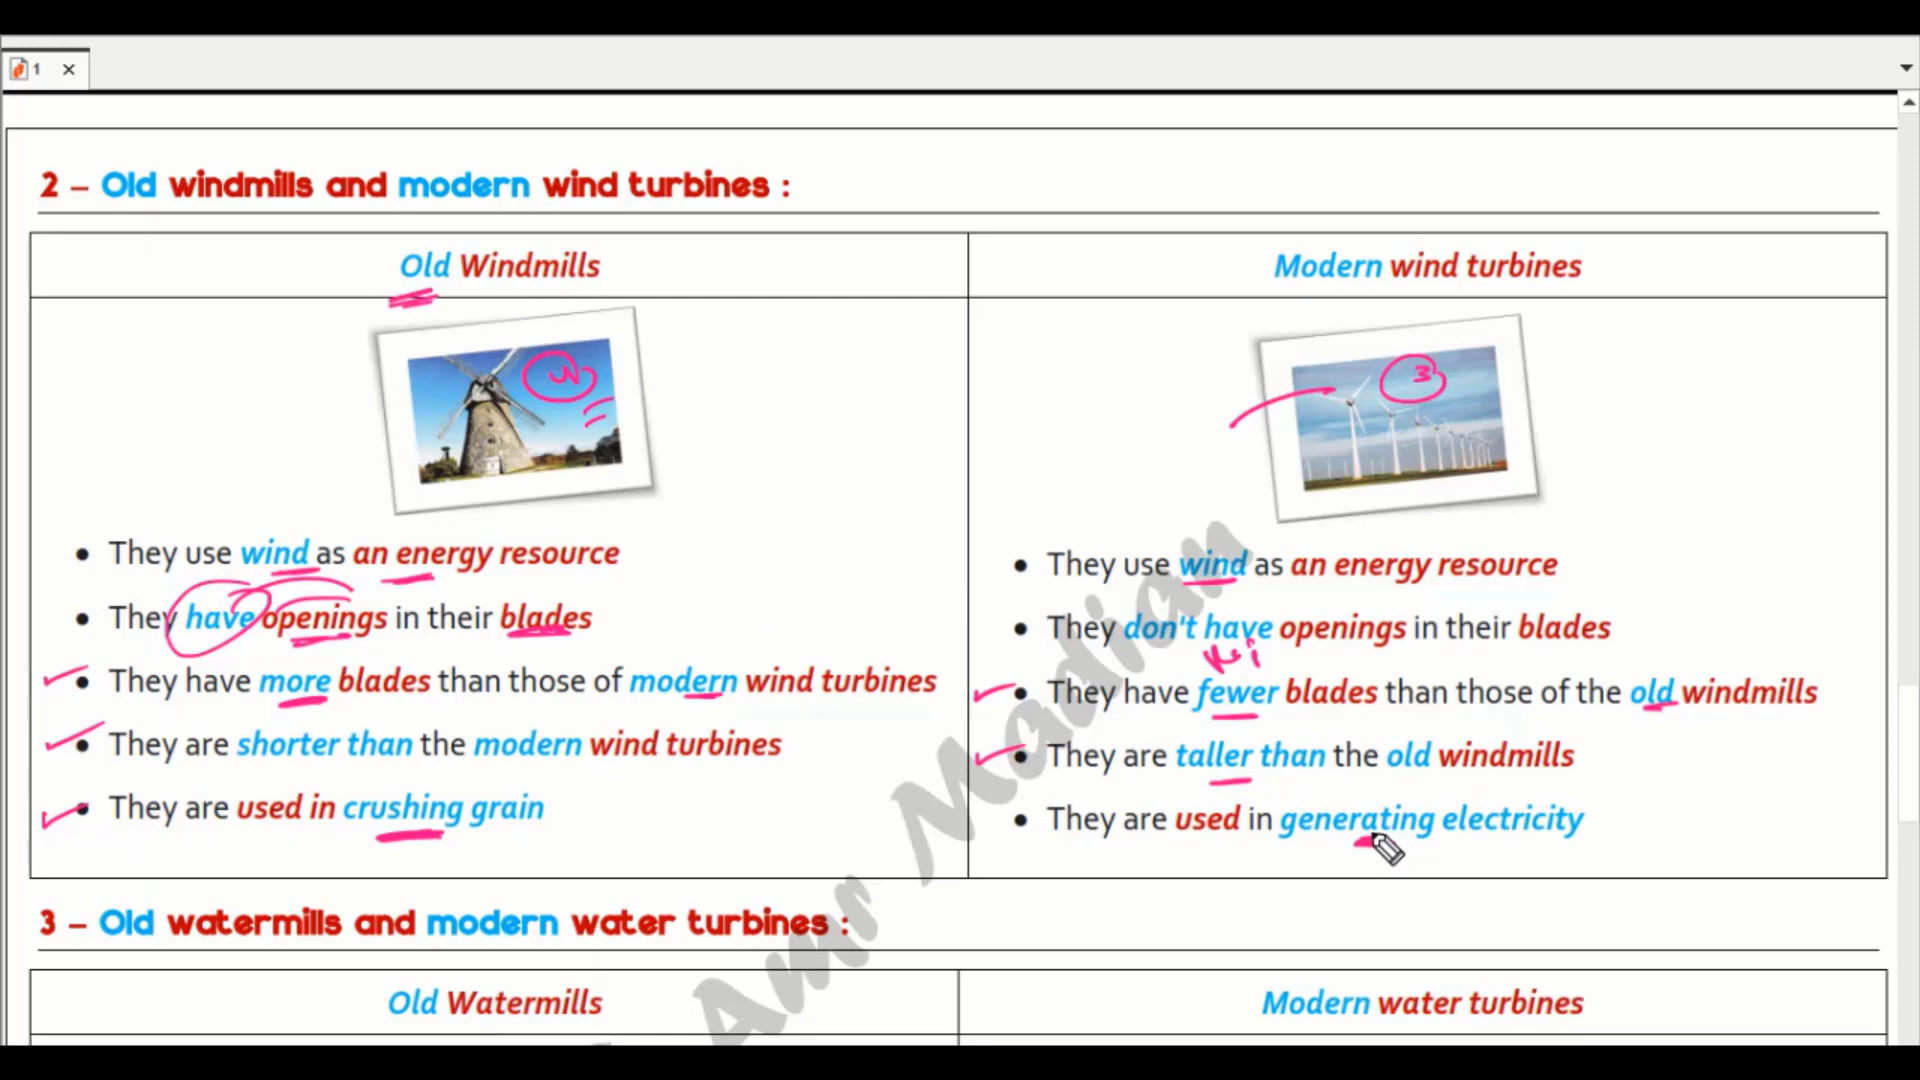 1
2 – Old windmills and modern wind turbines :
Old Windmills
Modern wind turbines
3
• They use wind as an energy resource
• They have openings in their blades
• They have more blades than those of modern wind turbines
• They are shorter than the modern wind turbines
• They are used in crushing grain
• They use wind as an energy resource
• They don't have openings in their blades
• They have fewer blades than those of the old windmills
• They are taller than the old windmills
• They are used in generating electricity
3 – Old watermills and modern water turbines :
Old Watermills
Modern water turbines
Amr Madian